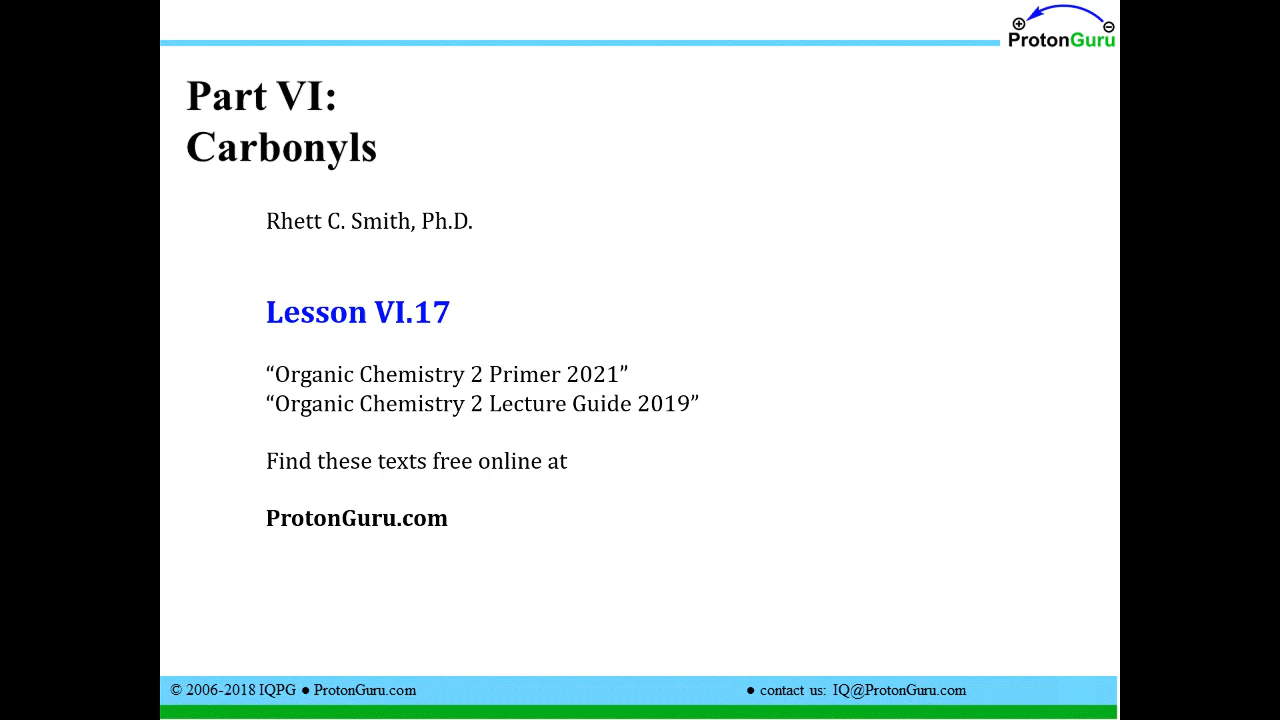 ProtonGuru
Part VI:
Carbonyls
Rhett C. Smith, Ph.D.
Lesson VI.17
“Organic Chemistry 2 Primer 2021”
“Organic Chemistry 2 Lecture Guide 2019”
Find these texts free online at
ProtonGuru.com
© 2006-2018 IQPG ● ProtonGuru.com
● contact us: IQ@ProtonGuru.com